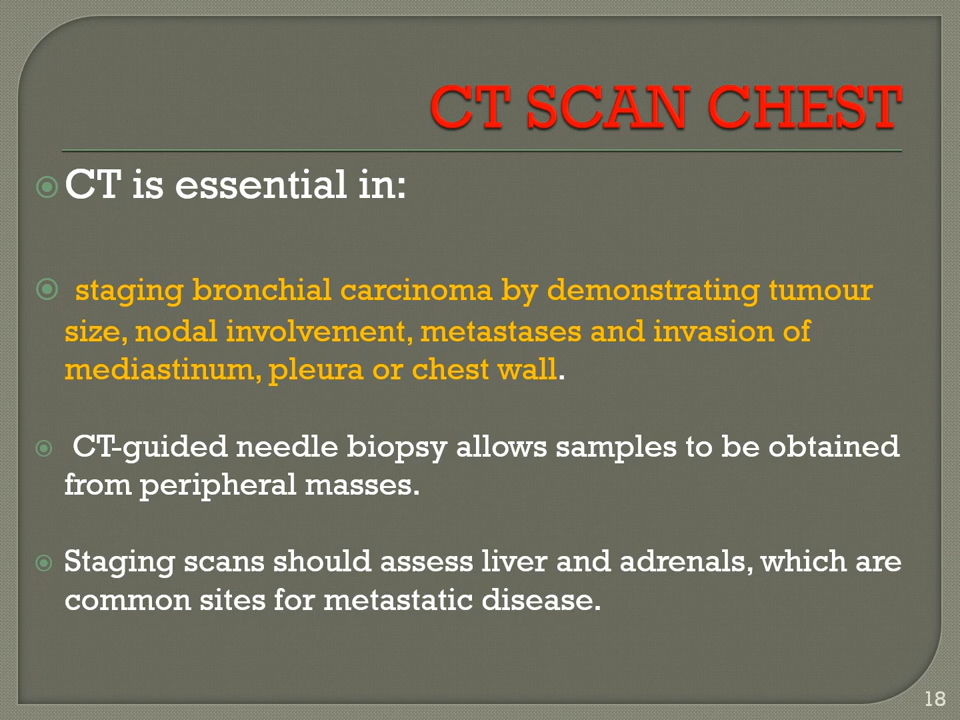 CT SCAN CHEST
CT is essential in:
staging bronchial carcinoma by demonstrating tumour
size, nodal involvement, metastases and invasion of
mediastinum, pleura or chest wall.
CT-guided needle biopsy allows samples to be obtained
from peripheral masses.
Staging scans should assess liver and adrenals, which are
common sites for metastatic disease.
18